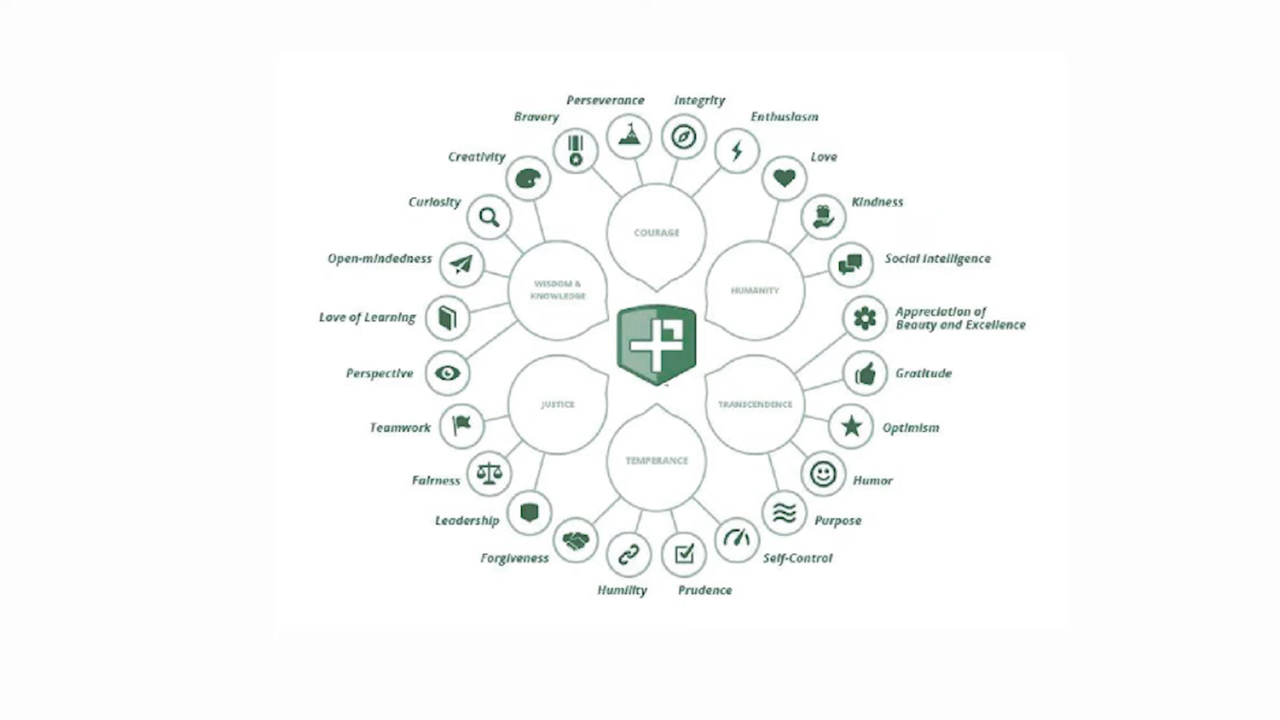 Perseverance
Integrity
Bravery
Enthusiasm
Creativity
Love
Curiosity
Kindness
COURAGE
Open-mindedness
Social Intelligence
WISDOM &
KNOWLEDGE
HUMANITY
Love of Learning
Appreciation of
Beauty and Excellence
Perspective
Gratitude
JUSTICE
TRANSCENDENCE
Teamwork
Optimism
TEMPERANCE
Fairness
Humor
Leadership
Purpose
Forgiveness
Self-Control
Humility
Prudence